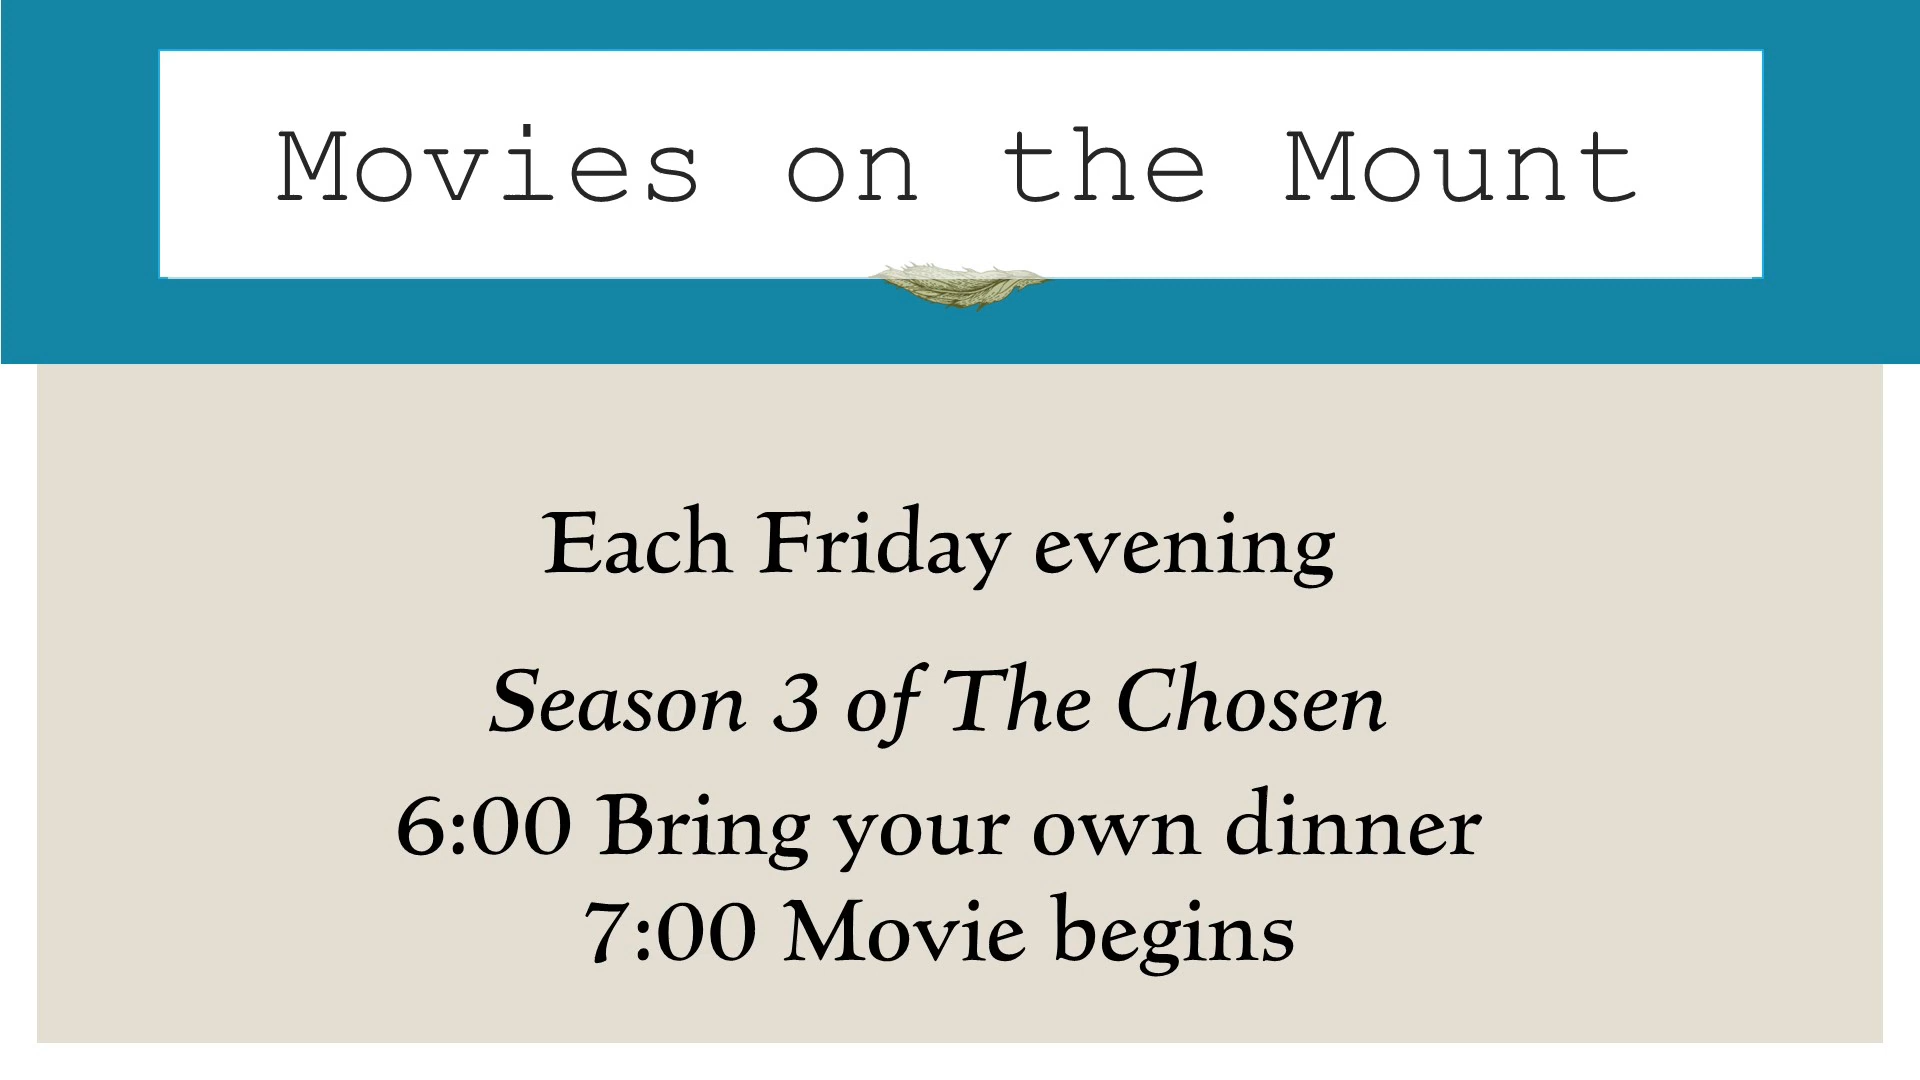 Movies on the Mount
Each Friday evening
Season 3 of The Chosen
6:00 Bring your own dinner
7:00 Movie begins